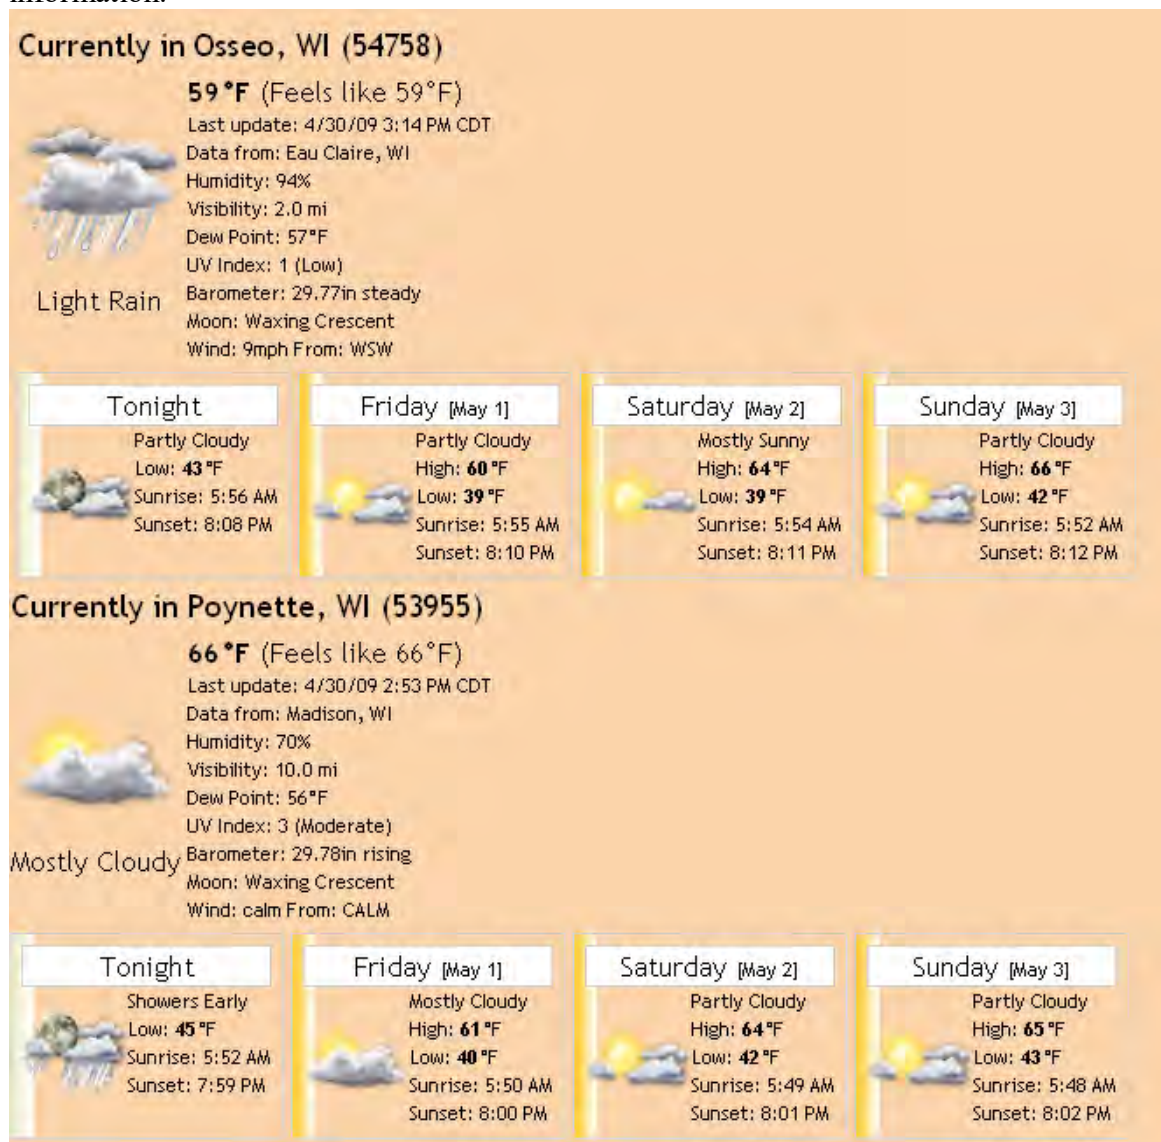 information.
Currently in Osseo, WI (54758)
59°F (Feels like 59°F)
Last update: 4/30/09 3:14 PM CDT
Data from: Eau Claire, WI
Humidity: 94%
Visibility: 2.0 mi
Dew Point: 57°F
UV Index: 1 (Low)
Barometer: 29.77in steady
Moon: Waxing Crescent
Wind: 9mph From: WSW
Light Rain
Tonight
Partly Cloudy
Low: 43 °F
Sunrise: 5:56 AM
Sunset: 8:08 PM
Friday [May 1]
Partly Cloudy
High: 60 °F
Low: 39 °F
Sunrise: 5:55 AM
Sunset: 8:10 PM
Saturday [May 2]
Mostly Sunny
High: 64 °F
Low: 39 °F
Sunrise: 5:54 AM
Sunset: 8:11 PM
Sunday [May 3]
Partly Cloudy
High: 66 °F
Low: 42 °F
Sunrise: 5:52 AM
Sunset: 8:12 PM
Currently in Poynette, WI (53955)
66°F (Feels like 66°F)
Last update: 4/30/09 2:53 PM CDT
Data from: Madison, WI
Humidity: 70%
Visibility: 10.0 mi
Dew Point: 56°F
UV Index: 3 (Moderate)
Barometer: 29.78in rising
Moon: Waxing Crescent
Wind: calm From: CALM
Mostly Cloudy
Tonight
Showers Early
Low: 45 °F
Sunrise: 5:52 AM
Sunset: 7:59 PM
Friday [May 1]
Mostly Cloudy
High: 61 °F
Low: 40 °F
Sunrise: 5:50 AM
Sunset: 8:00 PM
Saturday [May 2]
Partly Cloudy
High: 64 °F
Low: 42 °F
Sunrise: 5:49 AM
Sunset: 8:01 PM
Sunday [May 3]
Partly Cloudy
High: 65 °F
Low: 43 °F
Sunrise: 5:48 AM
Sunset: 8:02 PM